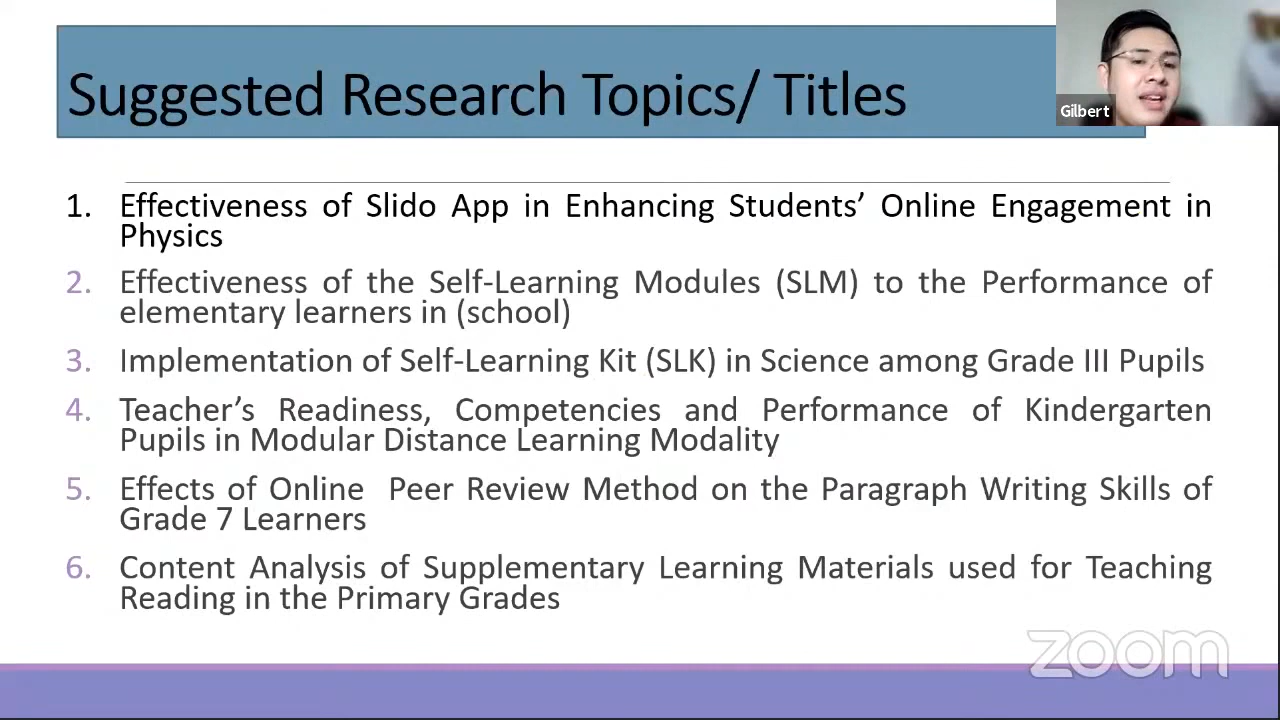 Suggested Research Topics/ Titles
Gilbert
1. Effectiveness of Slido App in Enhancing Students’ Online Engagement in
Physics
2. Effectiveness of the Self-Learning Modules (SLM) to the Performance of
elementary learners in (school)
3. Implementation of Self-Learning Kit (SLK) in Science among Grade III Pupils
4. Teacher’s Readiness, Competencies and Performance of Kindergarten
Pupils in Modular Distance Learning Modality
5. Effects of Online Peer Review Method on the Paragraph Writing Skills of
Grade 7 Learners
6. Content Analysis of Supplementary Learning Materials used for Teaching
Reading in the Primary Grades
zoom